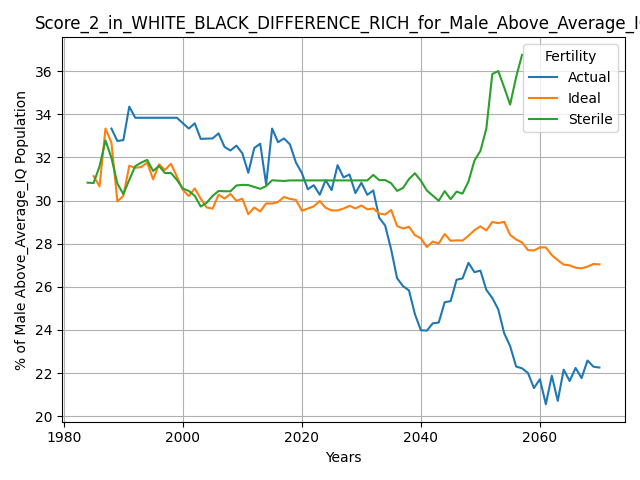 Score_2_in_WHITE_BLACK_DIFFERENCE_RICH_for_Male_Above_Average_I
Fertility
Actual
Ideal
Sterile
% of Male Above_Average_IQ Population
36
34
32
30
28
26
24
22
20
1980
2000
2020
2040
2060
Years